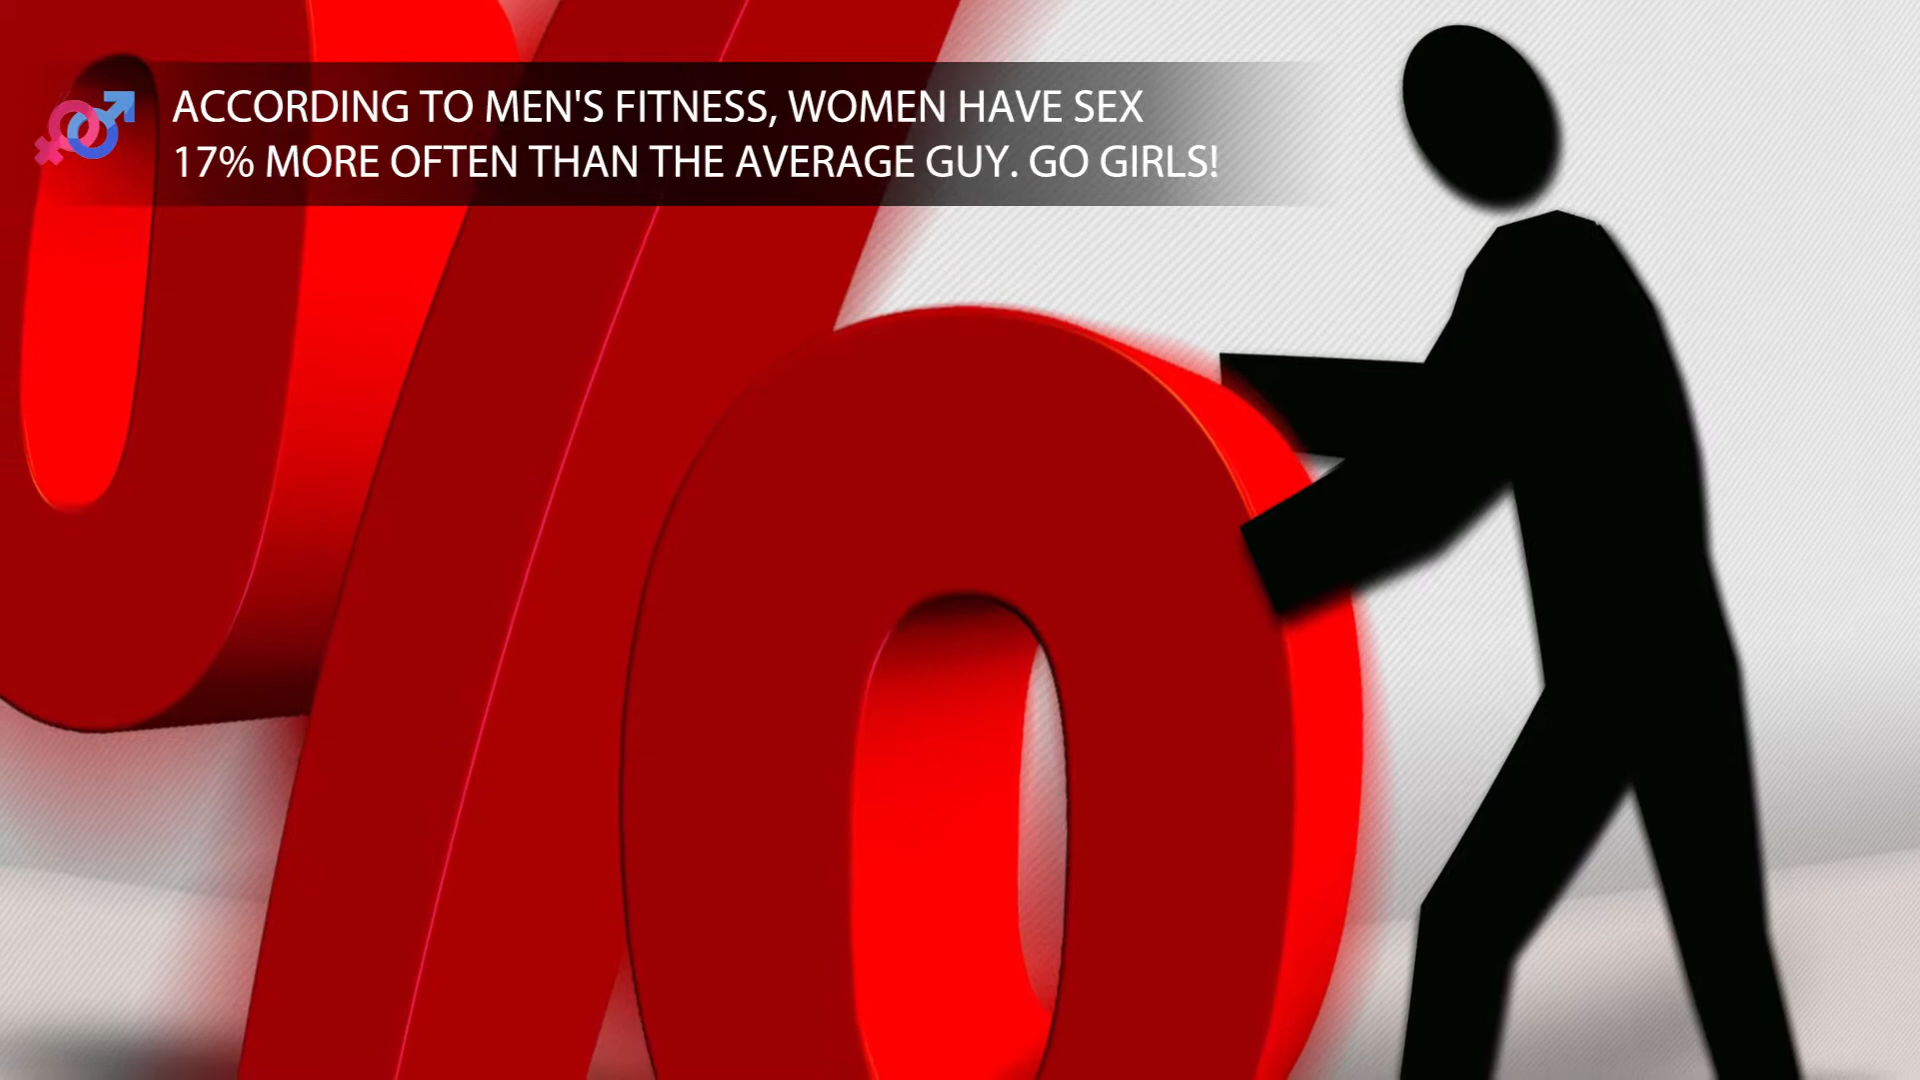 ACCORDING TO MEN'S FITNESS, WOMEN HAVE SEX
17% MORE OFTEN THAN THE AVERAGE GUY. GO GIRLS!
%